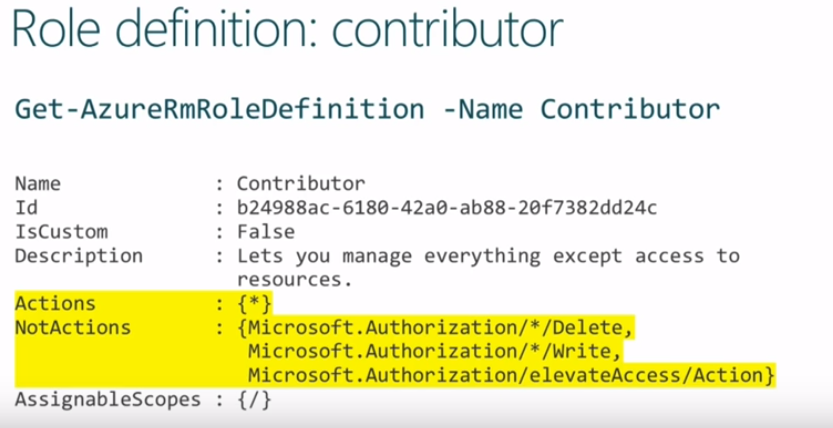 Role definition: contributor
Get-AzureRmRoleDefinition -Name Contributor
Name : Contributor
Id : b24988ac-6180-42a0-ab88-20f7382dd24c
IsCustom : False
Description : Lets you manage everything except access to
resources.
Actions : {*}
NotActions : {Microsoft.Authorization/*/Delete,
Microsoft.Authorization/*/Write,
Microsoft.Authorization/elevateAccess/Action}
AssignableScopes : {/}